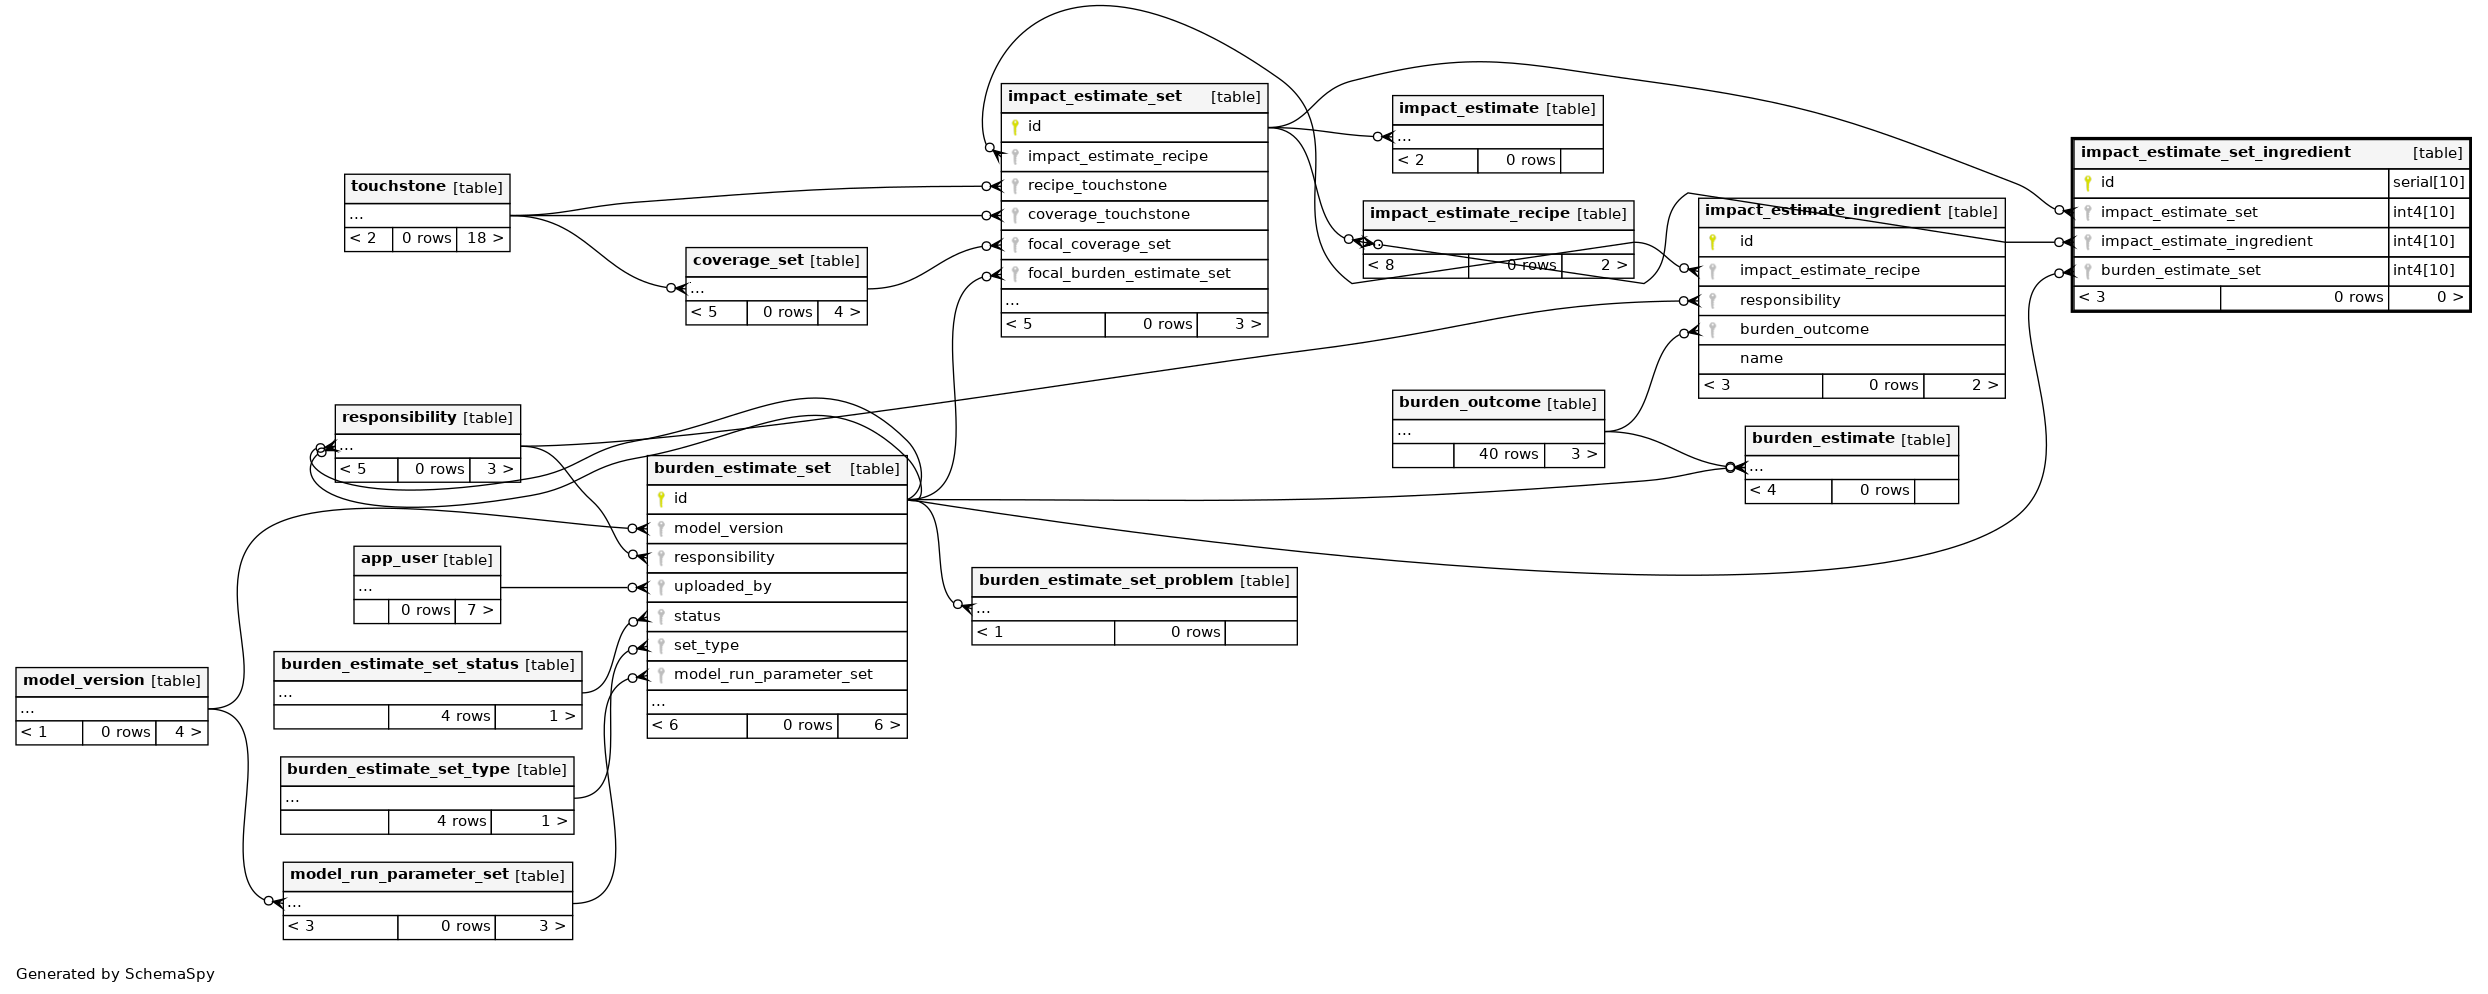 impact_estimate_set [table]
id
impact_estimate_recipe
recipe_touchstone
coverage_touchstone
focal_coverage_set
focal_burden_estimate_set
...
< 5 0 rows 3 >
impact_estimate [table]
...
< 2 0 rows
impact_estimate_set_ingredient [table]
id serial[10]
impact_estimate_set int4[10]
impact_estimate_ingredient int4[10]
burden_estimate_set int4[10]
< 3 0 rows 0 >
touchstone [table]
...
< 2 0 rows 18 >
impact_estimate_recipe [table]
< 8 0 rows 2 >
impact_estimate_ingredient [table]
id
impact_estimate_recipe
responsibility
burden_outcome
name
< 3 0 rows 2 >
coverage_set [table]
...
< 5 0 rows 4 >
burden_outcome [table]
...
40 rows 3 >
responsibility [table]
...
< 5 0 rows 3 >
burden_estimate [table]
...
< 4 0 rows
burden_estimate_set [table]
id
model_version
responsibility
uploaded_by
status
set_type
model_run_parameter_set
...
< 6 0 rows 6 >
app_user [table]
...
0 rows 7 >
burden_estimate_set_problem [table]
...
< 1 0 rows
burden_estimate_set_status [table]
...
4 rows 1 >
model_version [table]
...
< 1 0 rows 4 >
burden_estimate_set_type [table]
...
4 rows 1 >
model_run_parameter_set [table]
...
< 3 0 rows 3 >
Generated by SchemaSpy